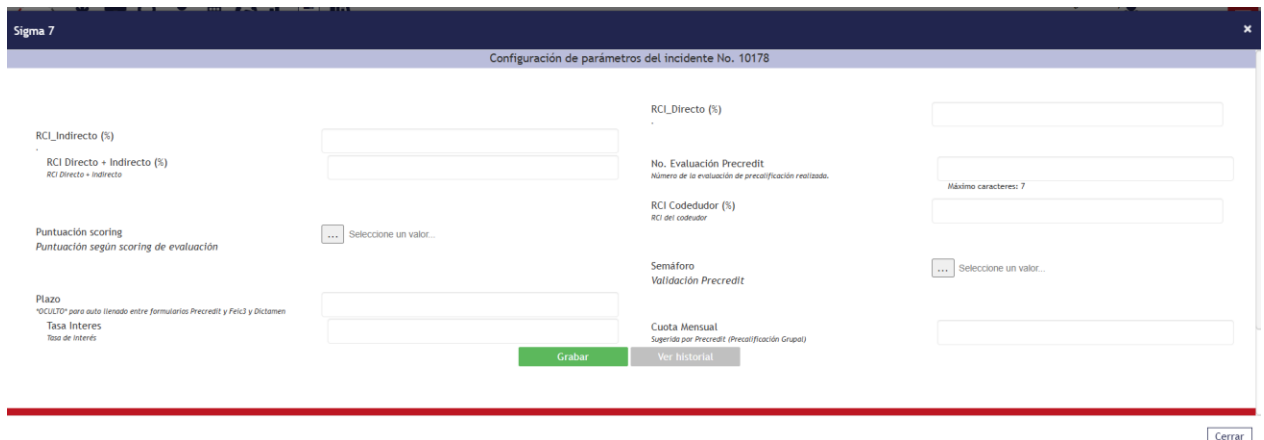 Sigma 7
×
Configuración de parámetros del incidente No. 10178
RCI_Directo (%)
.
RCI_Indirecto (%)
.
RCI Directo + Indirecto (%)
RCI Directo + Indirecto
No. Evaluación Precredit
Número de la evaluación de precalificación realizada.
Máximo caracteres: 7
RCI Codedudor (%)
RCI del codeudor
Puntuación scoring
... Seleccione un valor...
Puntuación según scoring de evaluación
Semáforo
... Seleccione un valor...
Validación Precredit
Plazo
*OCULTO* para auto llenado entre formularios Precredit y Feic3 y Dictamen
Tasa Interes
Tasa de interés
Cuota Mensual
Sugerida por Precredit (Precalificación Grupal)
Grabar
Ver historial
Cerrar